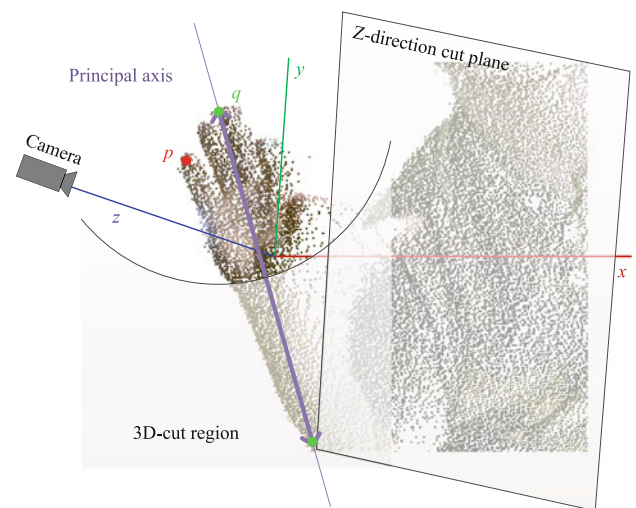 Z-direction cut plane
y
Principal axis
q
Camera
p
z
x
3D-cut region